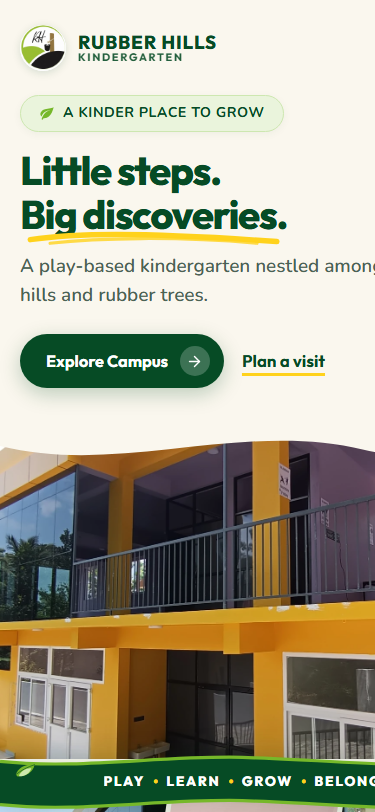 RH
RUBBER HILLS
KINDERGARTEN
A KINDER PLACE TO GROW
Little steps.
Big discoveries.
A play-based kindergarten nestled among
hills and rubber trees.
Explore Campus
Plan a visit
PLAY • LEARN • GROW • BELONG